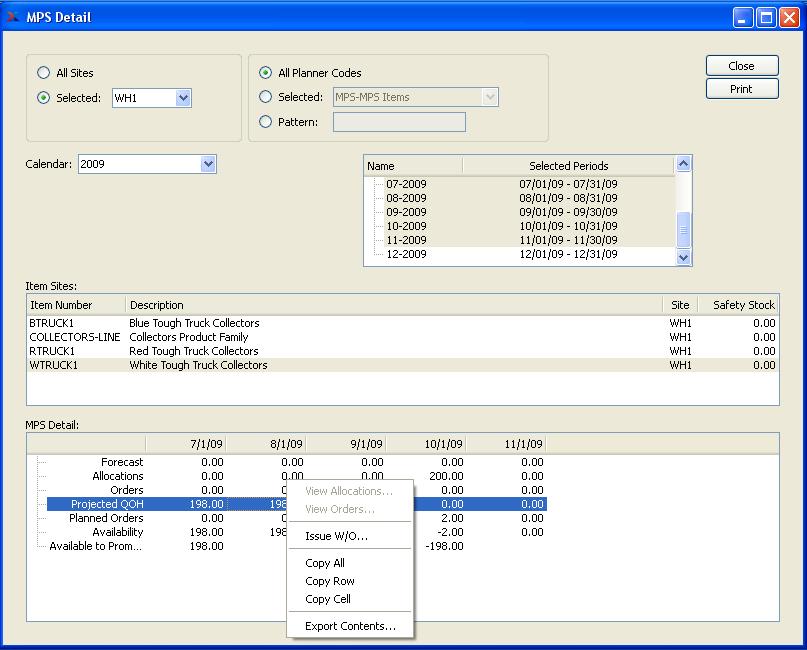 MPS Detail
All Sites
Selected: WH1
All Planner Codes
Selected: MPS-MPS Items
Pattern:
Close
Print
Calendar: 2009
Name Selected Periods
07-2009 07/01/09 - 07/31/09
08-2009 08/01/09 - 08/31/09
09-2009 09/01/09 - 09/30/09
10-2009 10/01/09 - 10/31/09
11-2009 11/01/09 - 11/30/09
12-2009 12/01/09 - 12/31/09
Item Sites:
Item Number Description Site Safety Stock
BTRUCK1 Blue Tough Truck Collectors WH1 0.00
COLLECTORS-LINE Collectors Product Family WH1 0.00
RTRUCK1 Red Tough Truck Collectors WH1 0.00
WTRUCK1 White Tough Truck Collectors WH1 0.00
MPS Detail:
7/1/09 8/1/09 9/1/09 10/1/09 11/1/09
Forecast 0.00 0.00 0.00 0.00 0.00
Allocations 0.00 0.00 0.00 200.00 0.00
Orders 0.00 0.00 0.00
Projected QOH 198.00 198 0.00 0.00
Planned Orders 0.00 0 2.00 0.00
Availability 198.00 198 -2.00 0.00
Available to Prom... 198.00 -198.00
View Allocations...
View Orders...
Issue W/O...
Copy All
Copy Row
Copy Cell
Export Contents...